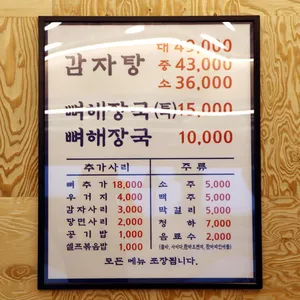 감자탕
대 49,000
중 43,000
소 36,000
뼈해장국(특) 15,000
뼈해장국 10,000
추가사리
뼈추가 18,000
우거지 4,000
감자사리 3,000
당면사리 2,000
공기밥 1,000
셀프볶음밥 1,000
주류
소주 5,000
맥주 5,000
막걸리 5,000
청하 7,000
음료수 2,000
모든 메뉴 포장됩니다.